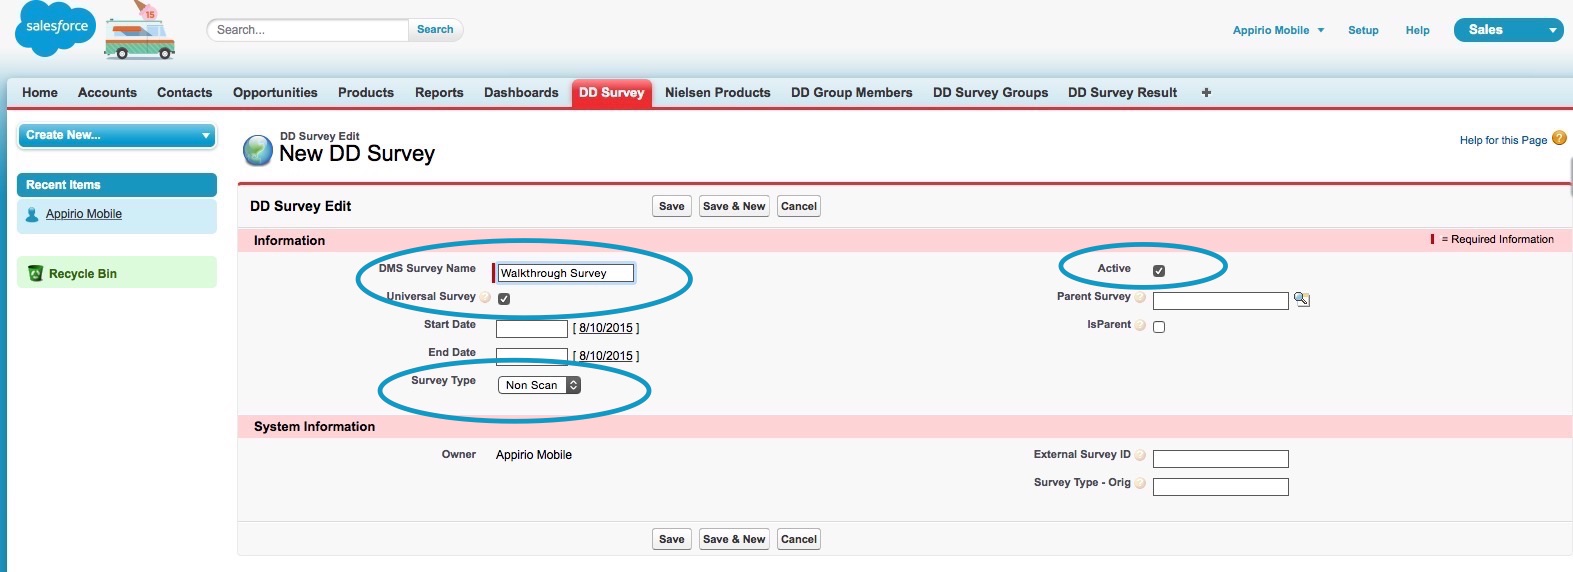 salesforce
15
Search...
Search
Appirio Mobile
Setup
Help
Sales
Home Accounts Contacts Opportunities Products Reports Dashboards DD Survey Nielsen Products DD Group Members DD Survey Groups DD Survey Result +
Create New...
Recent Items
Appirio Mobile
Recycle Bin
DD Survey Edit
New DD Survey
Help for this Page ?
DD Survey Edit Save Save & New Cancel
Information = Required Information
DMS Survey Name Walkthrough Survey Active
Universal Survey ? Parent Survey ?
Start Date [ 8/10/2015 ] IsParent ?
End Date [ 8/10/2015 ]
Survey Type Non Scan
System Information
Owner Appirio Mobile External Survey ID ?
Survey Type - Orig ?
Save Save & New Cancel